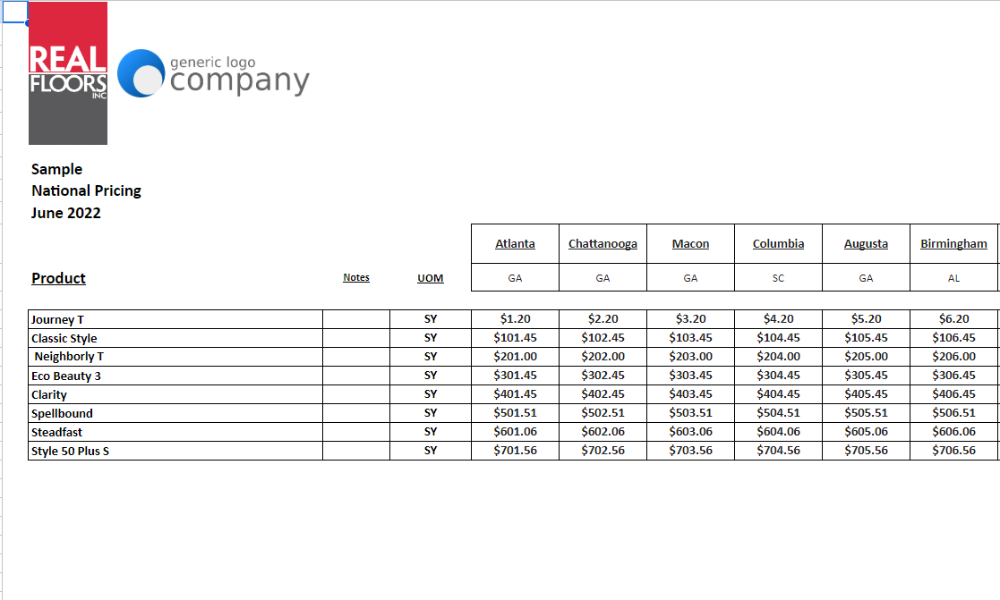 REAL
FLOORS
INC
generic logo
company
Sample
National Pricing
June 2022
Atlanta Chattanooga Macon Columbia Augusta Birmingham
Product Notes UOM GA GA GA SC GA AL
Journey T SY $1.20 $2.20 $3.20 $4.20 $5.20 $6.20
Classic Style SY $101.45 $102.45 $103.45 $104.45 $105.45 $106.45
Neighborly T SY $201.00 $202.00 $203.00 $204.00 $205.00 $206.00
Eco Beauty 3 SY $301.45 $302.45 $303.45 $304.45 $305.45 $306.45
Clarity SY $401.45 $402.45 $403.45 $404.45 $405.45 $406.45
Spellbound SY $501.51 $502.51 $503.51 $504.51 $505.51 $506.51
Steadfast SY $601.06 $602.06 $603.06 $604.06 $605.06 $606.06
Style 50 Plus S SY $701.56 $702.56 $703.56 $704.56 $705.56 $706.56